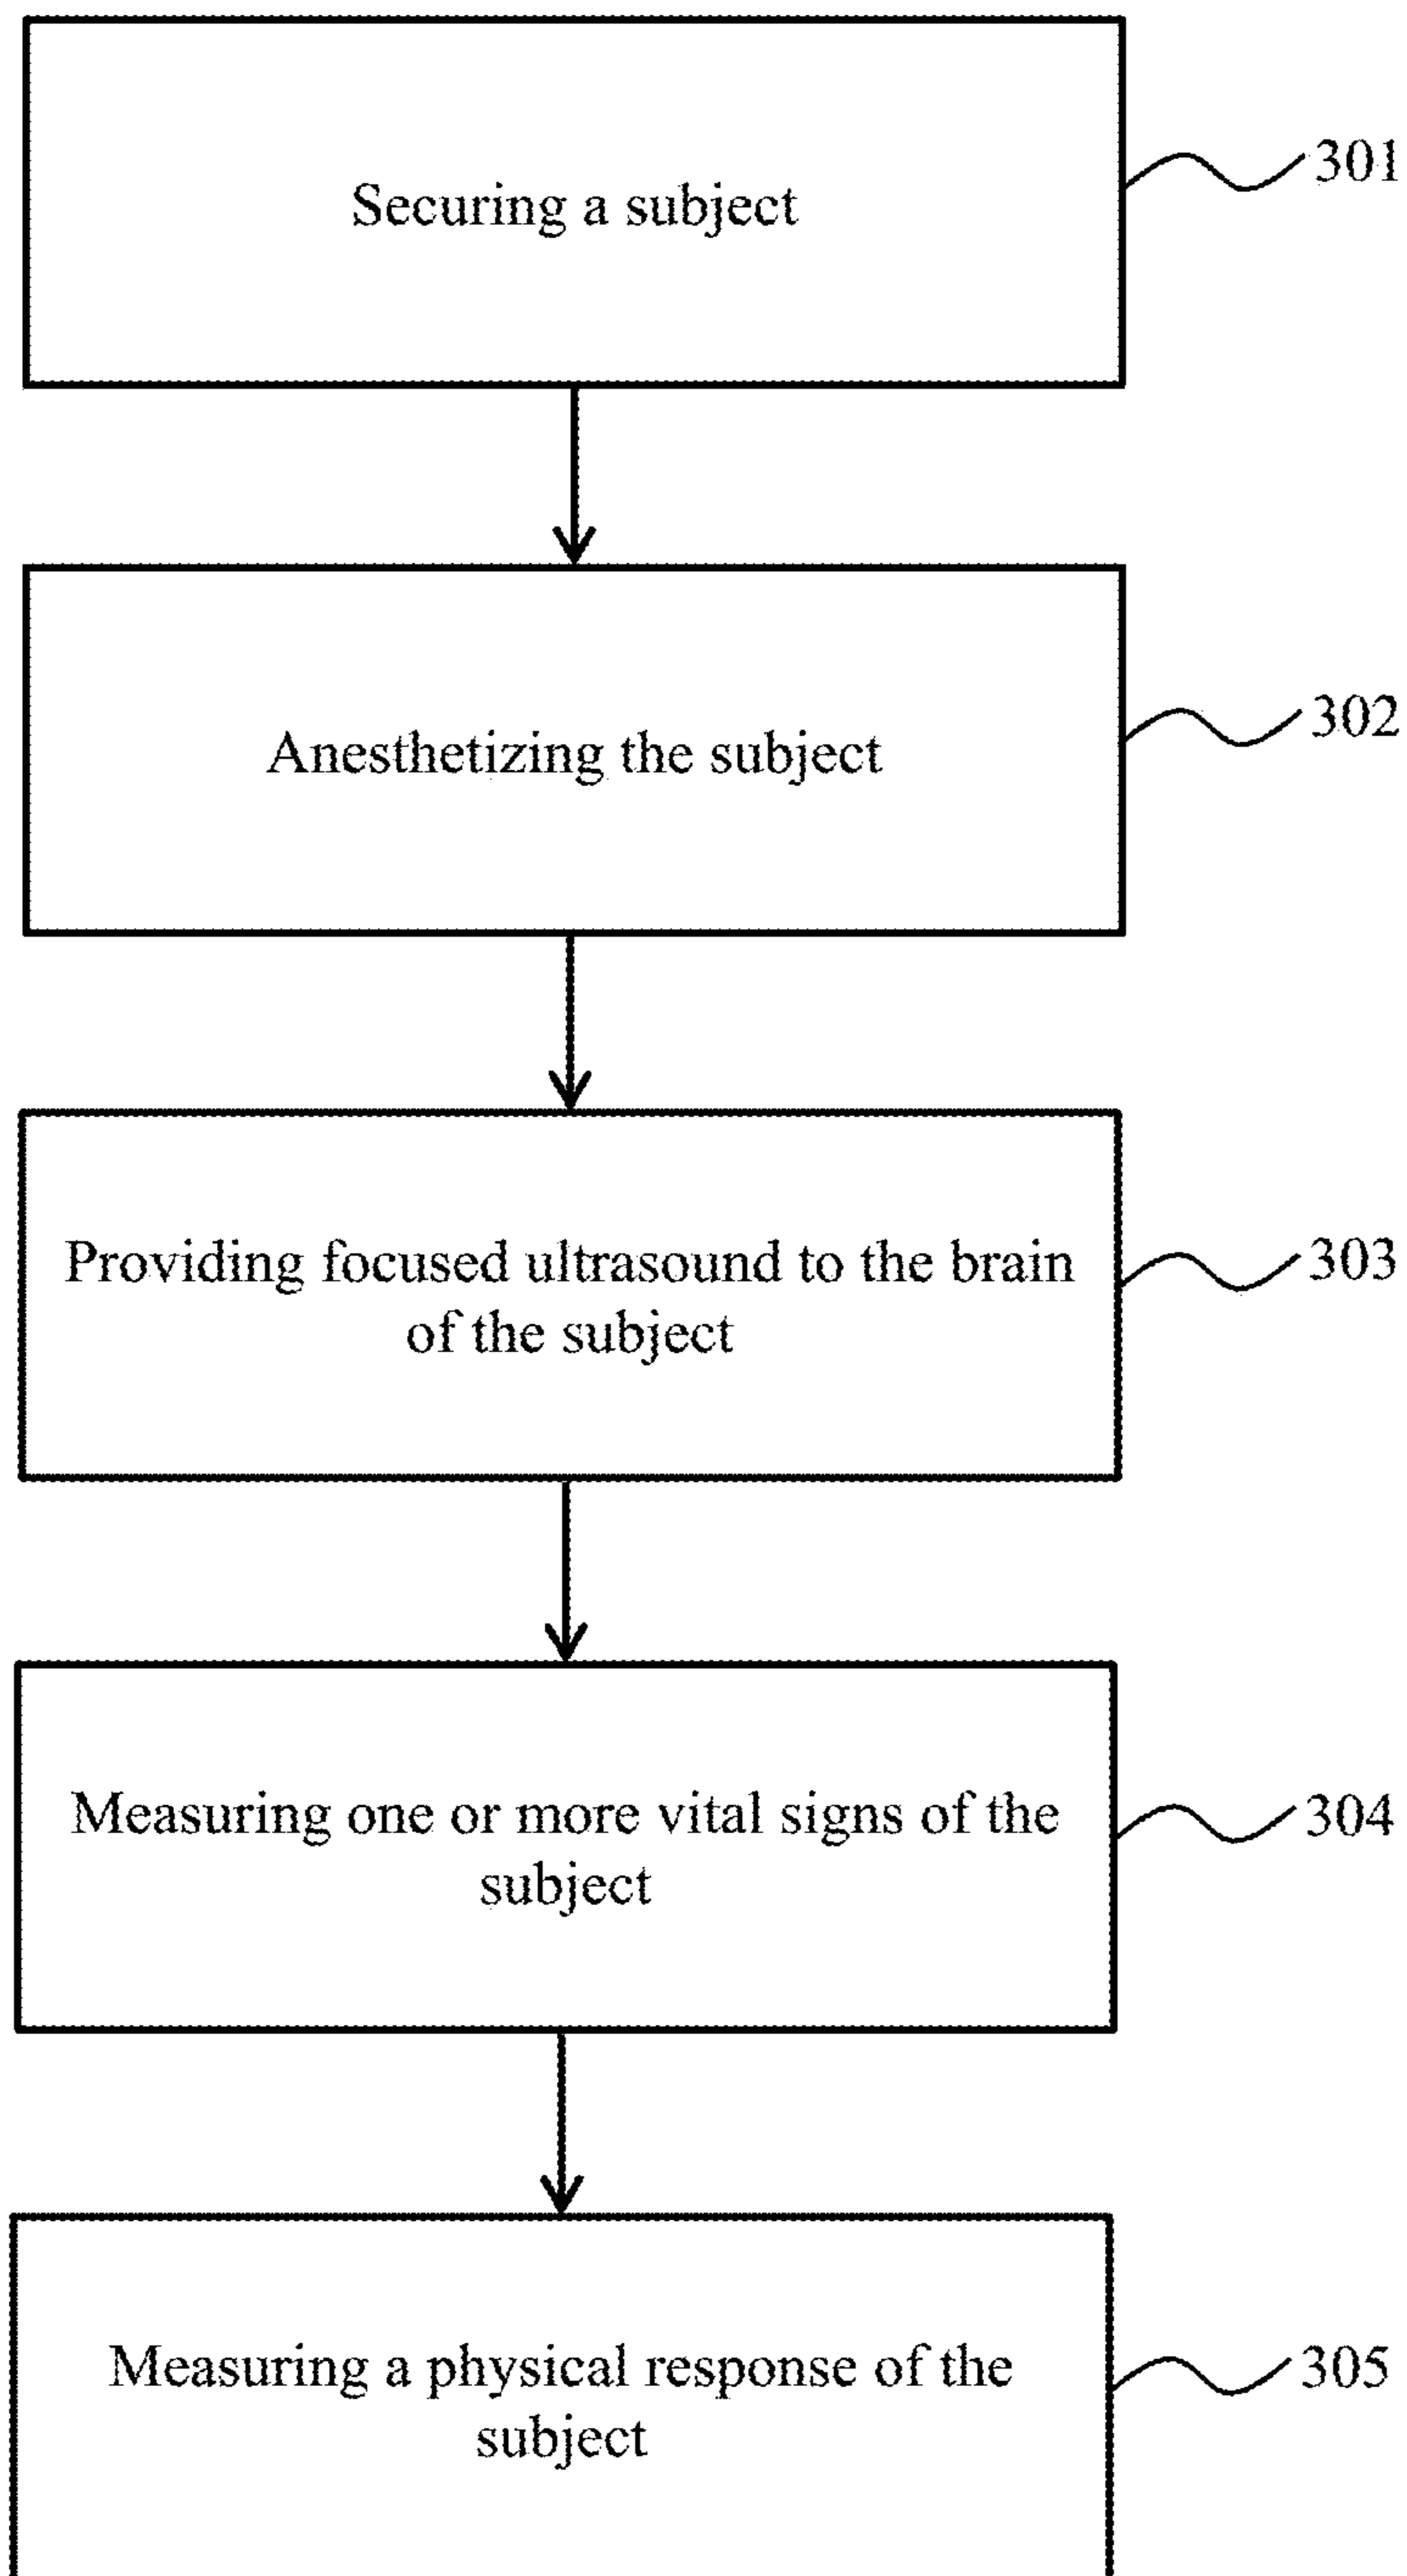 Securing a subject
301
Anesthetizing the subject
302
Providing focused ultrasound to the brain
of the subject
303
Measuring one or more vital signs of the
subject
304
Measuring a physical response of the
subject
305